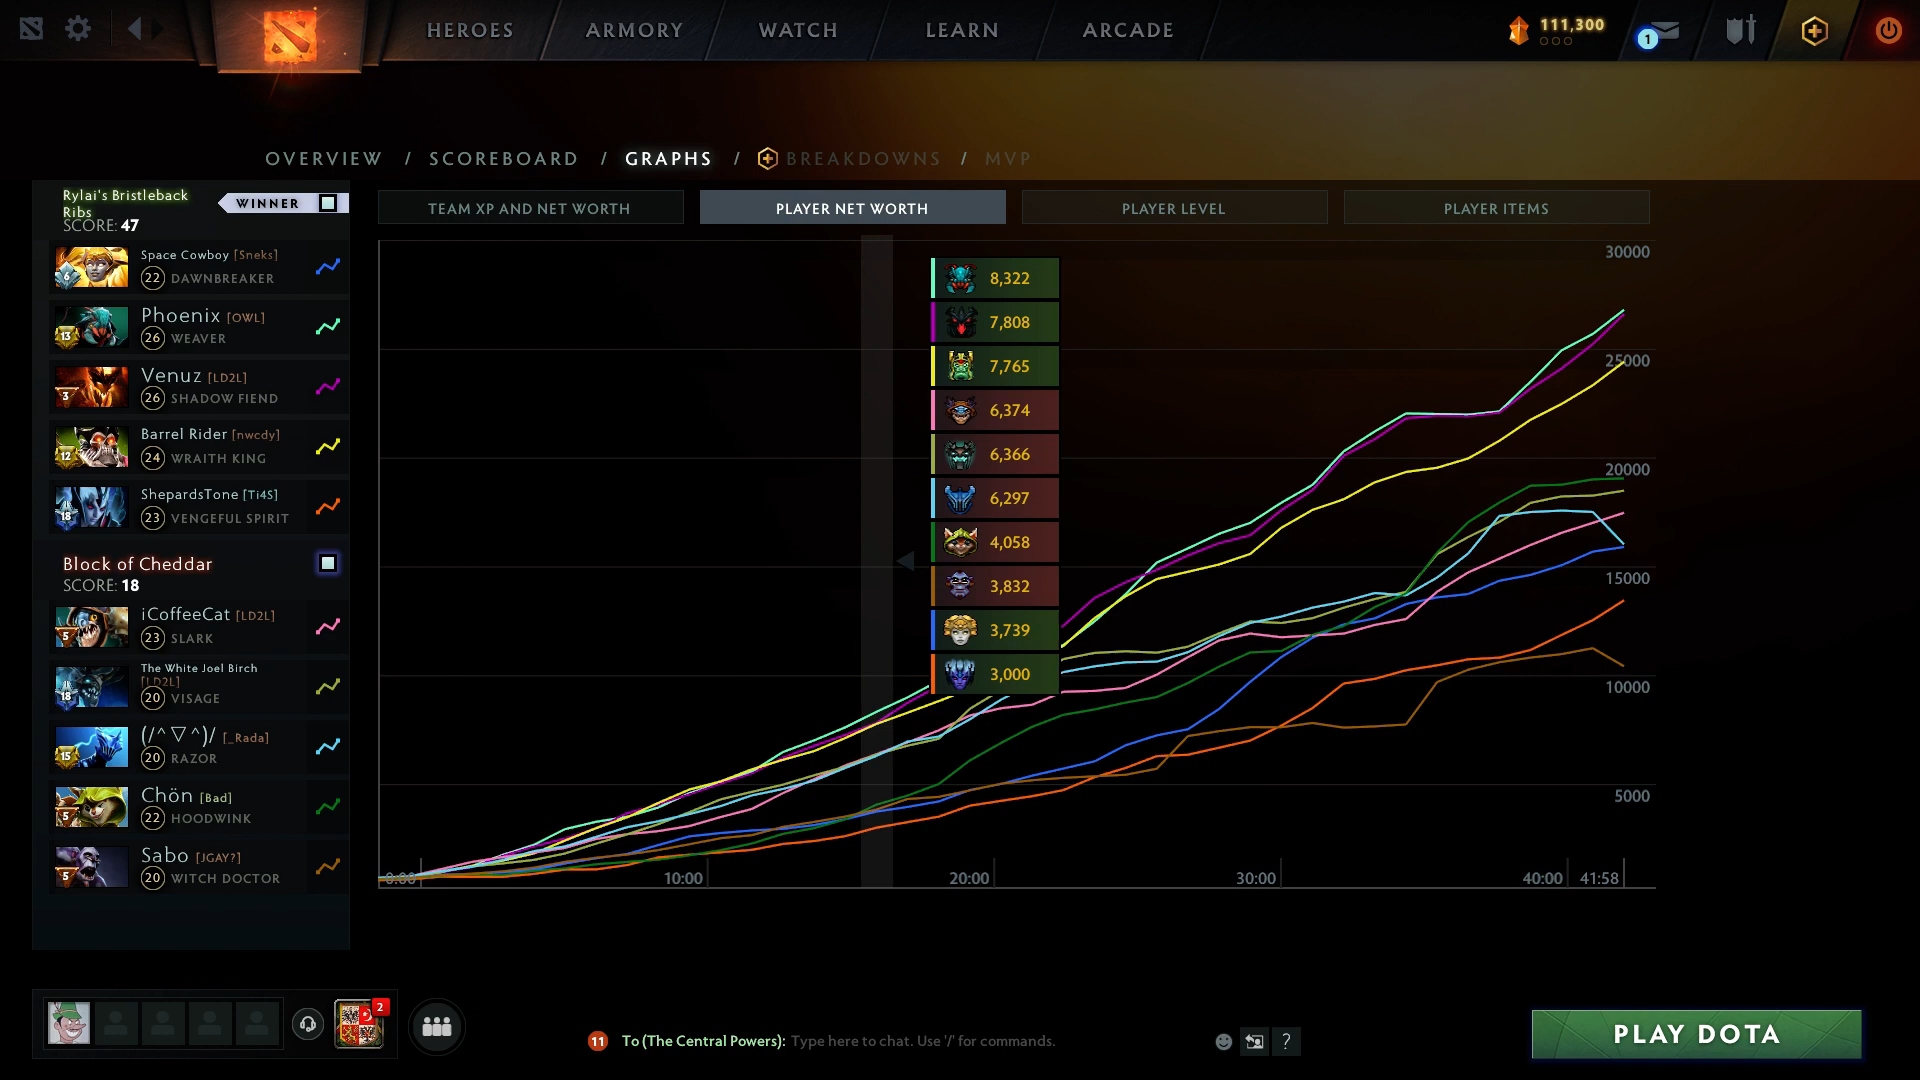 HEROES
ARMORY
WATCH
LEARN
ARCADE
111,300
1
OVERVIEW / SCOREBOARD / GRAPHS / BREAKDOWNS / MVP
Rylai's Bristleback
Ribs
WINNER
SCORE: 47
Space Cowboy [Sneks]
6
22 DAWNBREAKER
Phoenix [OWL]
13
26 WEAVER
Venuz [LD2L]
3
26 SHADOW FIEND
Barrel Rider [nwcdy]
12
24 WRAITH KING
ShepardsTone [Ti4S]
18
23 VENGEFUL SPIRIT
Block of Cheddar
SCORE: 18
iCoffeeCat [LD2L]
5
23 SLARK
The White Joel Birch
[LD2L]
18
20 VISAGE
(/^▽^)/ [_Rada]
15
20 RAZOR
Chön [Bad]
5
22 HOODWINK
Sabo [JGAY?]
5
20 WITCH DOCTOR
TEAM XP AND NET WORTH
PLAYER NET WORTH
PLAYER LEVEL
PLAYER ITEMS
8,322
7,808
7,765
6,374
6,366
6,297
4,058
3,832
3,739
3,000
30000
25000
20000
15000
10000
5000
0:00
10:00
20:00
30:00
40:00
41:58
2
11
To (The Central Powers): Type here to chat. Use '/' for commands.
?
PLAY DOTA